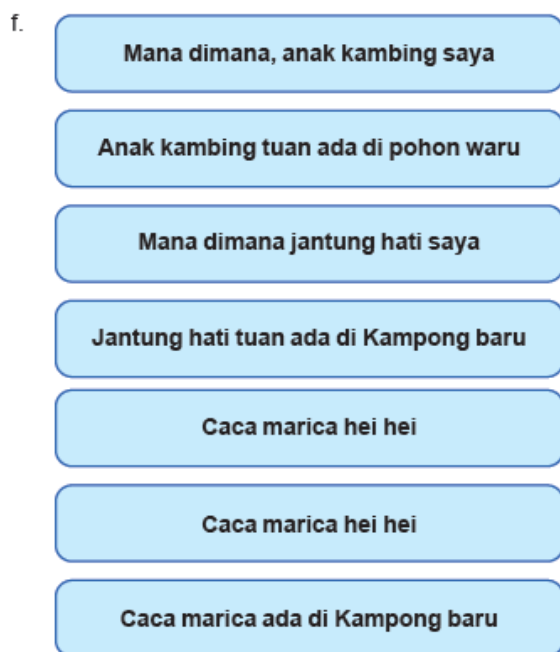 f.
Mana dimana, anak kambing saya
Anak kambing tuan ada di pohon waru
Mana dimana jantung hati saya
Jantung hati tuan ada di Kampong baru
Caca marica hei hei
Caca marica hei hei
Caca marica ada di Kampong baru